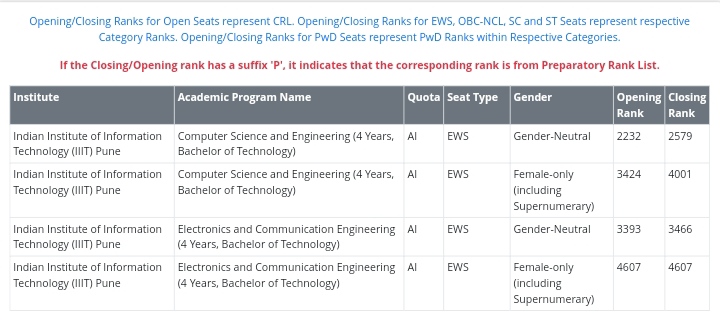 Opening/Closing Ranks for Open Seats represent CRL. Opening/Closing Ranks for EWS, OBC-NCL, SC and ST Seats represent respective
Category Ranks. Opening/Closing Ranks for PwD Seats represent PwD Ranks within Respective Categories.
If the Closing/Opening rank has a suffix 'P', it indicates that the corresponding rank is from Preparatory Rank List.
Institute Academic Program Name Quota Seat Type Gender Opening Closing
Rank Rank
Indian Institute of Information Computer Science and Engineering (4 Years, AI EWS Gender-Neutral 2232 2579
Technology (IIIT) Pune Bachelor of Technology)
Indian Institute of Information Computer Science and Engineering (4 Years, AI EWS Female-only 3424 4001
Technology (IIIT) Pune Bachelor of Technology) (including
Supernumerary)
Indian Institute of Information Electronics and Communication Engineering AI EWS Gender-Neutral 3393 3466
Technology (IIIT) Pune (4 Years, Bachelor of Technology)
Indian Institute of Information Electronics and Communication Engineering AI EWS Female-only 4607 4607
Technology (IIIT) Pune (4 Years, Bachelor of Technology) (including
Supernumerary)